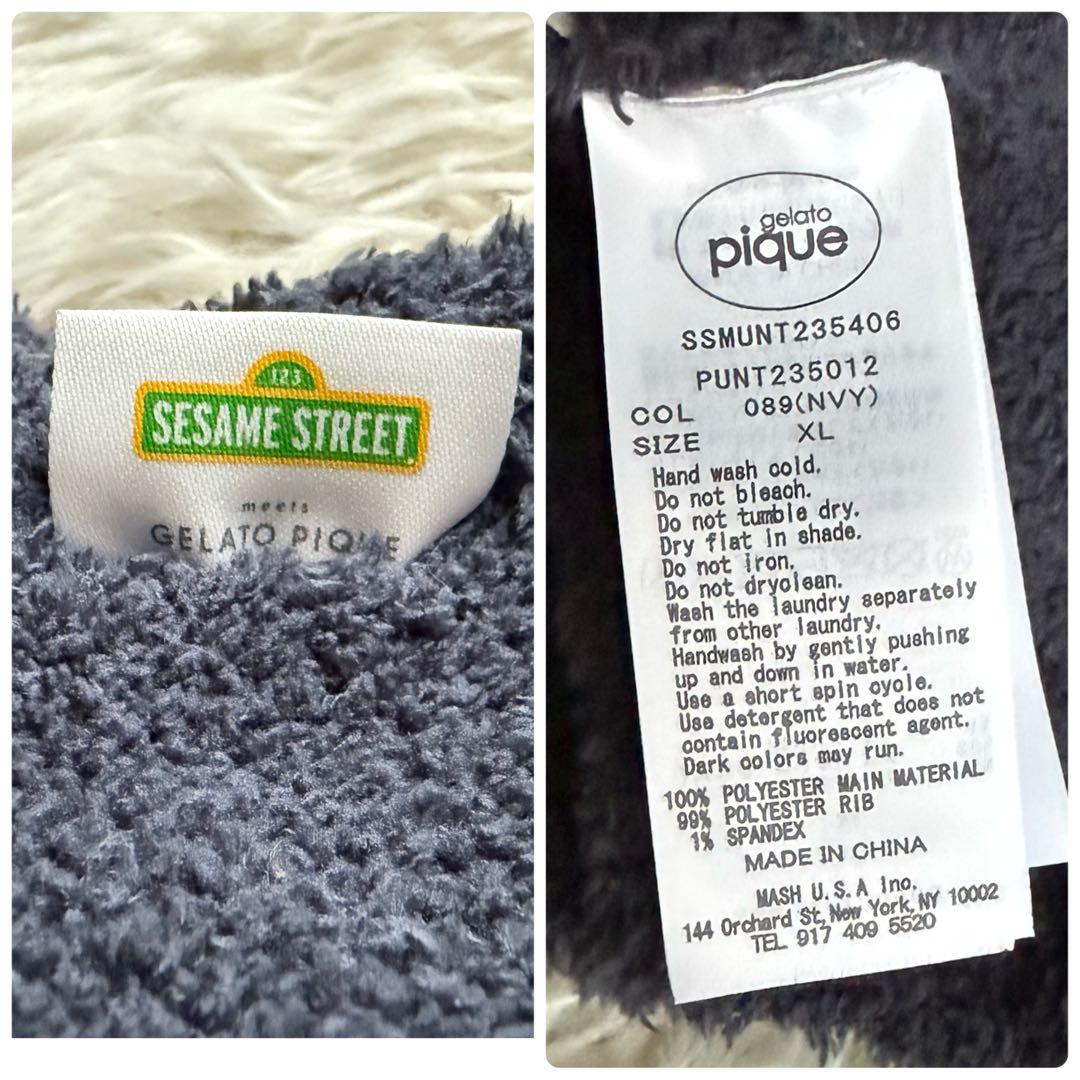 123
SESAME STREET
meets
GELATO PIQUE
gelato
pique
SSMUNT235406
PUNT235012
COL 089(NVY)
SIZE XL
Hand wash cold.
Do not bleach.
Do not tumble dry.
Dry flat in shade.
Do not iron.
Do not dryclean.
Wash the laundry separately
from other laundry.
Handwash by gently pushing
up and down in water.
Use a short spin cycle.
Use detergent that does not
contain fluorescent agent.
Dark colors may run.
100% POLYESTER MAIN MATERIAL
99% POLYESTER RIB
1% SPANDEX
MADE IN CHINA
MASH U.S.A Inc.
144 Orchard St, New York, NY 10002
TEL 917 409 5520